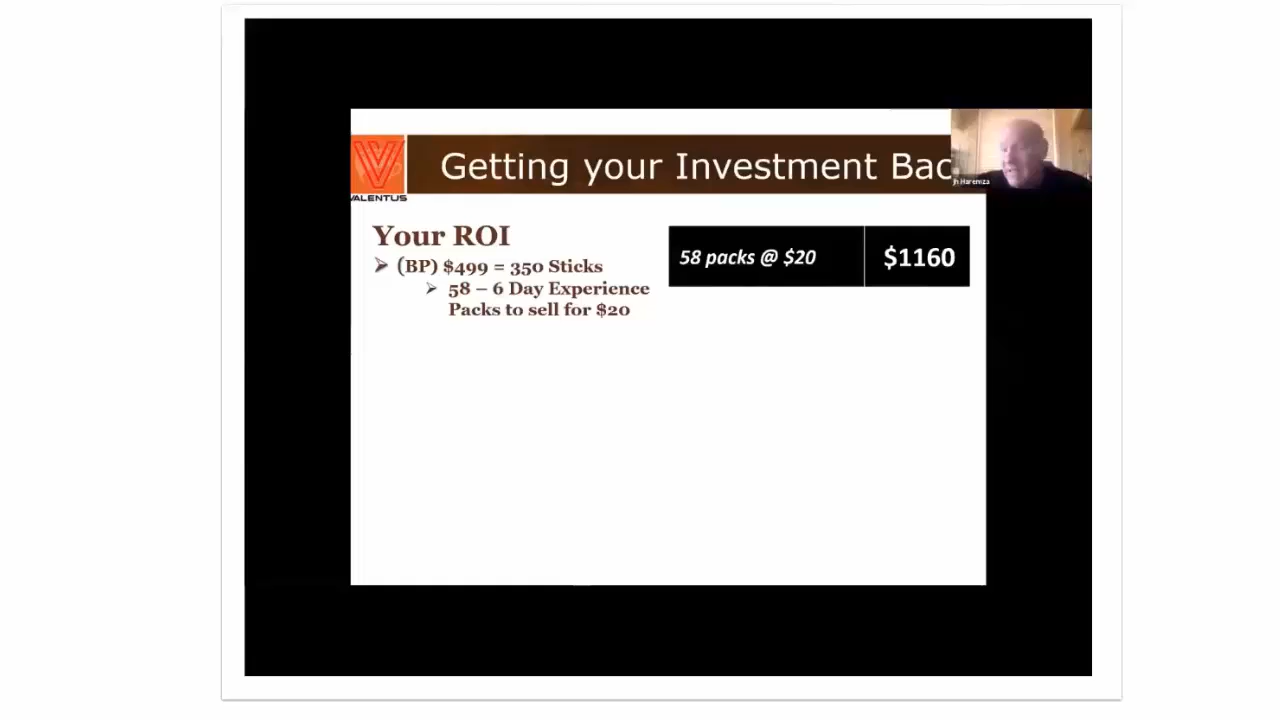 Getting your Investment Bac
VALENTUS
Your ROI
(BP) $499 = 350 Sticks
58 – 6 Day Experience
Packs to sell for $20
58 packs @ $20
$1160